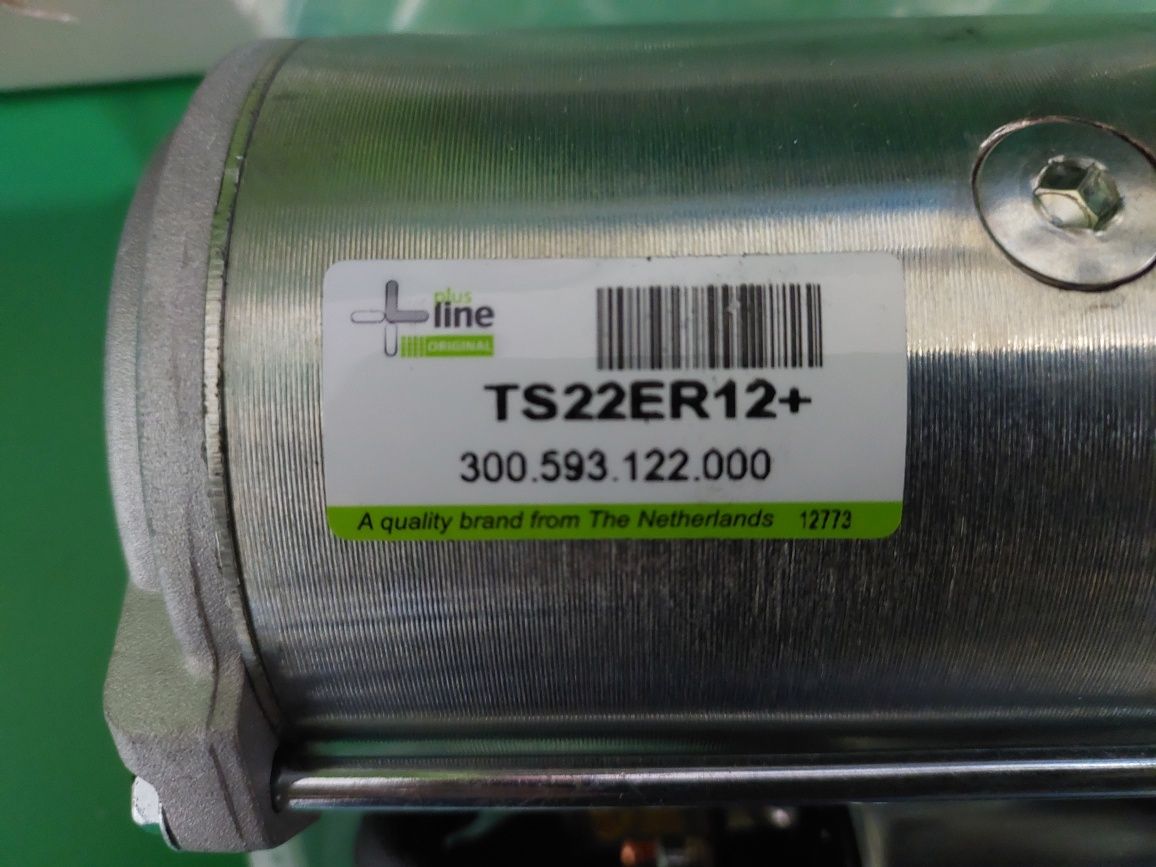 plus
line
ORIGINAL
TS22ER12+
300.593.122.000
A quality brand from The Netherlands 12773